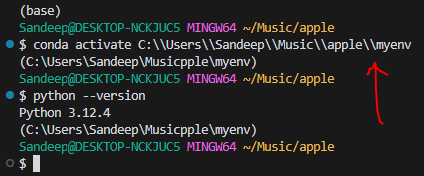 (base)
Sandeep@DESKTOP-NCKJUC5 MINGW64 ~/Music/apple
$ conda activate C:\\Users\\Sandeep\\Music\\apple\\myenv
(C:\Users\Sandeep\Musicpple\myenv)
Sandeep@DESKTOP-NCKJUC5 MINGW64 ~/Music/apple
$ python --version
Python 3.12.4
(C:\Users\Sandeep\Musicpple\myenv)
Sandeep@DESKTOP-NCKJUC5 MINGW64 ~/Music/apple
$